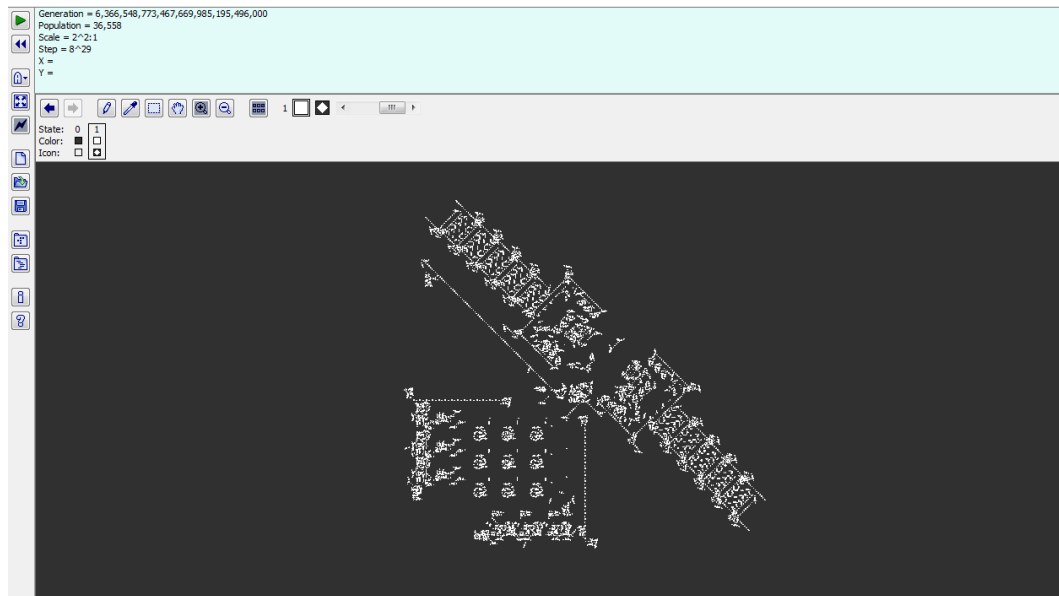 Generation = 6,366,548,773,467,669,985,195,496,000
Population = 36,558
Scale = 2^2:1
Step = 8^29
X =
Y =
1
State: 0 1
Color:
Icon: